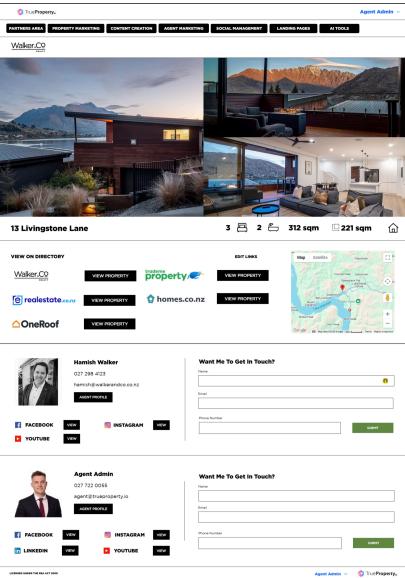 TrueProperty
Agent Admin
PARTNERS AREA
PROPERTY MARKETING
CONTENT CREATION
AGENT MARKETING
SOCIAL MANAGEMENT
LANDING PAGES
AI TOOLS
Walker.Co
13 Livingstone Lane
3
2
312 sqm
221 sqm
VIEW ON DIRECTORY
EDIT LINKS
Walker.Co
VIEW PROPERTY
trademe property
VIEW PROPERTY
realestate.co.nz
VIEW PROPERTY
homes.co.nz
VIEW PROPERTY
OneRoof
VIEW PROPERTY
Map
Satellite
Hamish Walker
027 298 4123
hamish@walkerandco.co.nz
AGENT PROFILE
FACEBOOK
VIEW
INSTAGRAM
VIEW
YOUTUBE
VIEW
Want Me To Get In Touch?
Name
Email
Phone Number
SUBMIT
Agent Admin
027 722 0055
agent@trueproperty.io
AGENT PROFILE
FACEBOOK
VIEW
INSTAGRAM
VIEW
LINKEDIN
VIEW
YOUTUBE
VIEW
Want Me To Get In Touch?
Name
Email
Phone Number
SUBMIT
LICENSED UNDER THE REA ACT 2008
Agent Admin
TrueProperty